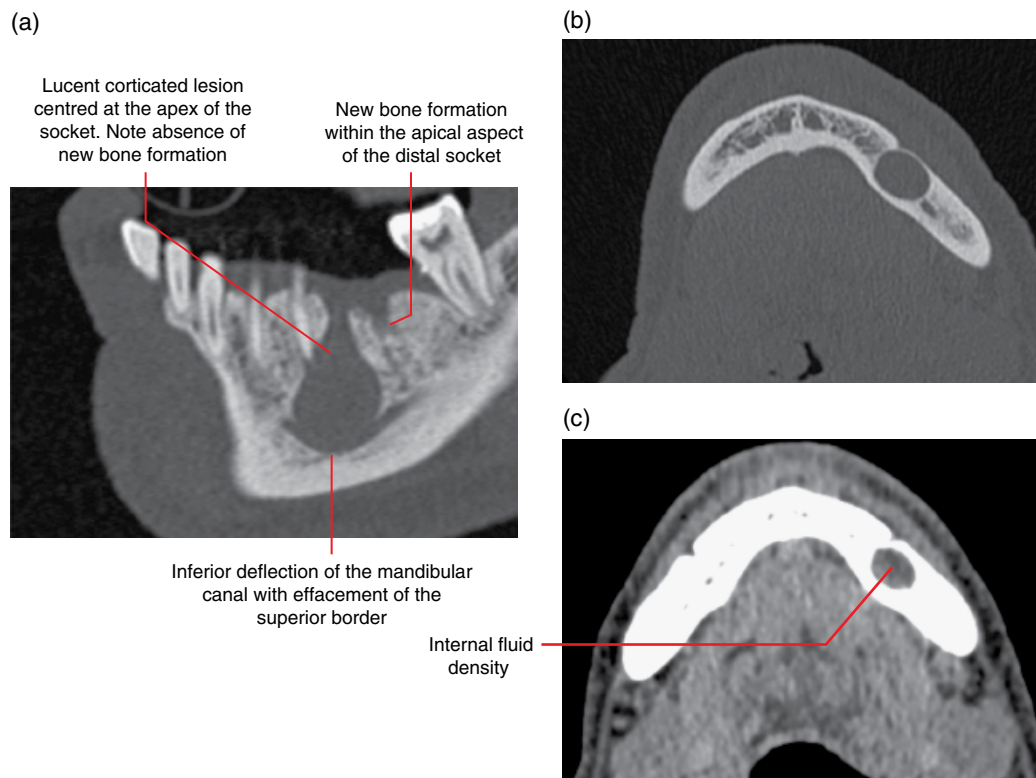 (a)
Lucent corticated lesion
centred at the apex of the
socket. Note absence of
new bone formation
New bone formation
within the apical aspect
of the distal socket
Inferior deflection of the mandibular
canal with effacement of the
superior border
(b)
(c)
Internal fluid
density